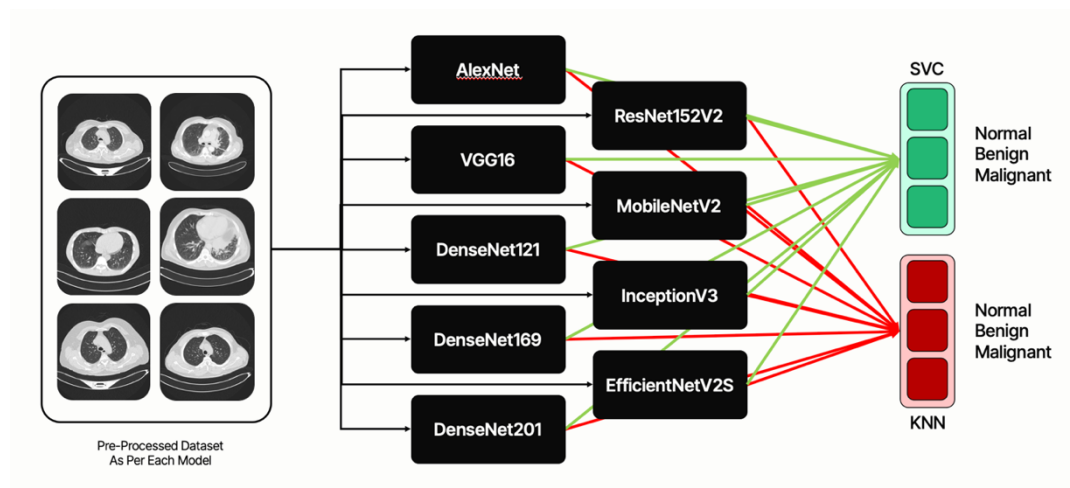 Pre-Processed Dataset
As Per Each Model
AlexNet
VGG16
DenseNet121
DenseNet169
DenseNet201
ResNet152V2
MobileNetV2
InceptionV3
EfficientNetV2S
SVC
Normal
Benign
Malignant
Normal
Benign
Malignant
KNN